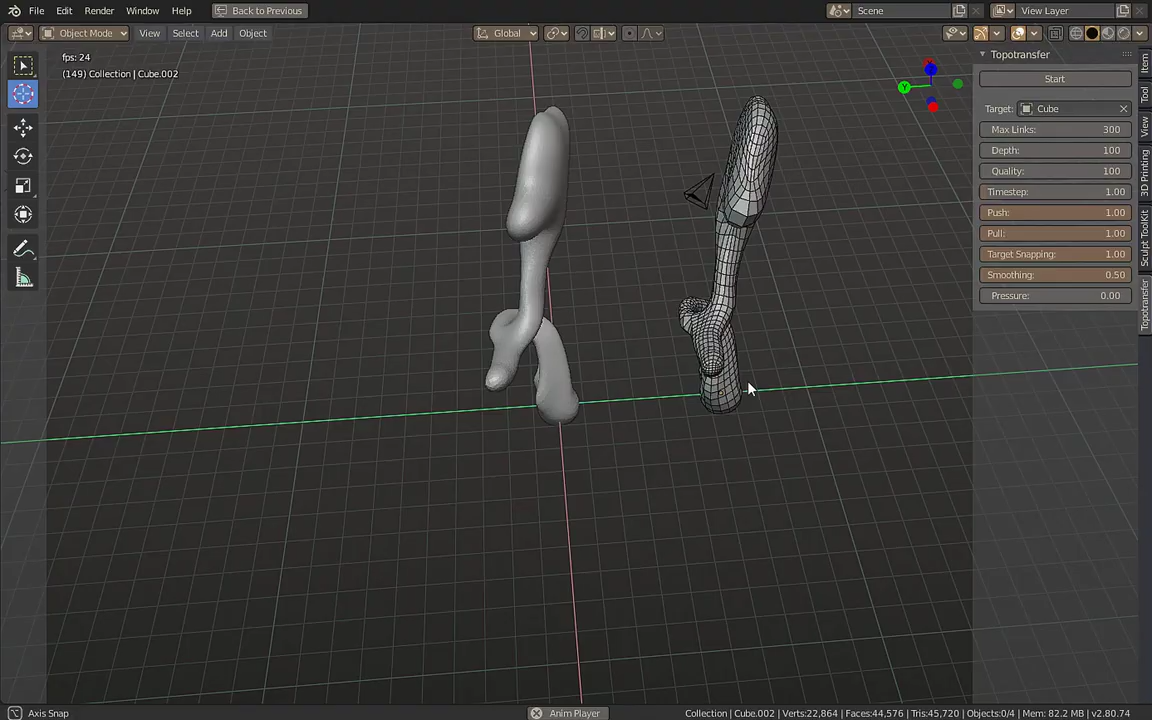 File Edit Render Window Help Back to Previous Scene View Layer
Object Mode View Select Add Object Global
fps: 24
(149) Collection | Cube.002
Topotransfer
Start
Target: Cube
Max Links: 300
Depth: 100
Quality: 100
Timestep: 1.00
Push: 1.00
Pull: 1.00
Target Snapping: 1.00
Smoothing: 0.50
Pressure: 0.00
Item
Tool
View
3D Printing
Sculpt ToolKit
Topotransfer
Y
Axis Snap Anim Player Collection | Cube.002 | Verts:22,864 | Faces:44,576 | Tris:45,720 | Objects:0/4 | Mem: 82.2 MB | v2.80.74